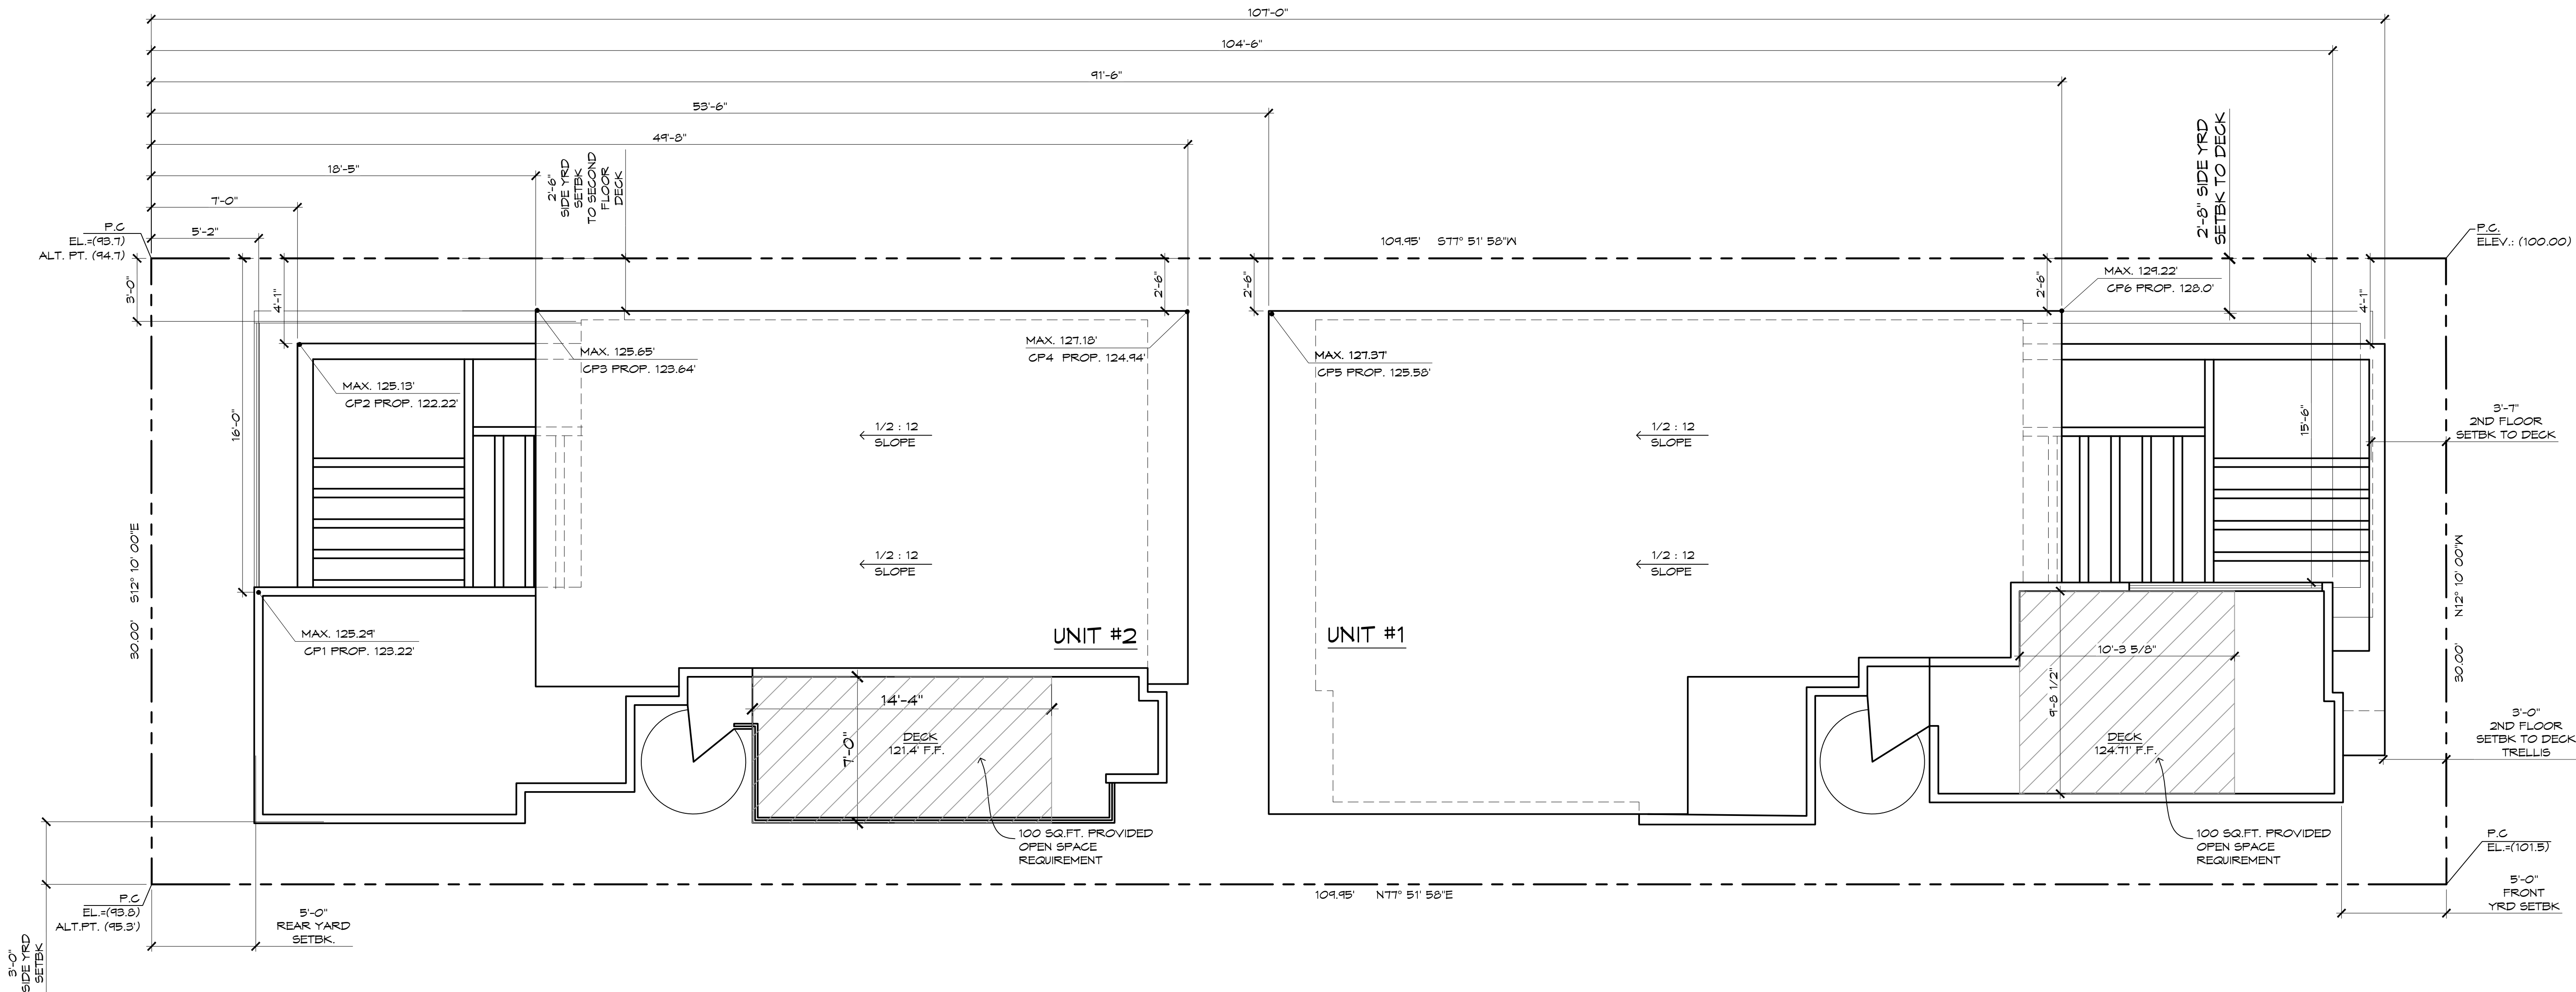 107'-0"
104'-6"
91'-6"
53'-6"
49'-8"
18'-5"
7'-0"
5'-2"
2'-6"
SIDE YRD
SETBK
TO SECOND
FLOOR
DECK
2'-8" SIDE YRD
SETBK TO DECK
P.C
EL.=(93.7)
ALT. PT. (94.7)
109.95' S77° 51' 58"W
P.C.
ELEV.: (100.00)
3'-0"
4'-1"
2'-6"
2'-6"
2'-6"
4'-1"
MAX. 129.22'
CP6 PROP. 128.0'
MAX. 125.65'
CP3 PROP. 123.64'
MAX. 127.18'
CP4 PROP. 124.94'
MAX. 127.37'
CP5 PROP. 125.58'
MAX. 125.13'
CP2 PROP. 122.22'
16'-0"
15'-6"
1/2 : 12
SLOPE
1/2 : 12
SLOPE
3'-7"
2ND FLOOR
SETBK TO DECK
1/2 : 12
SLOPE
1/2 : 12
SLOPE
30.00' S12° 10' 00"E
30.00' N12° 10' 00"W
MAX. 125.29'
CP1 PROP. 123.22'
UNIT #2
UNIT #1
10'-3 5/8"
9'-8 1/2"
14'-4"
7'-0"
DECK
121.4' F.F.
DECK
124.71' F.F.
3'-0"
2ND FLOOR
SETBK TO DECK
TRELLIS
100 SQ.FT. PROVIDED
OPEN SPACE
REQUIREMENT
100 SQ.FT. PROVIDED
OPEN SPACE
REQUIREMENT
P.C
EL.=(101.5)
P.C
EL.=(93.8)
ALT.PT. (95.3')
109.95' N77° 51' 58"E
5'-0"
REAR YARD
SETBK.
5'-0"
FRONT
YRD SETBK
3'-0"
SIDE YRD
SETBK